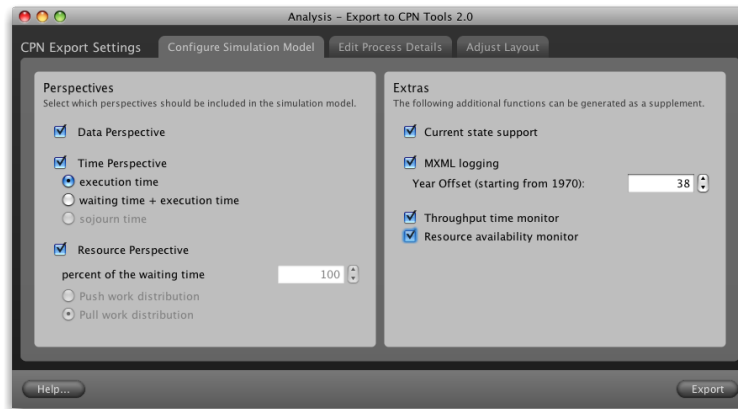 Analysis – Export to CPN Tools 2.0
CPN Export Settings
Configure Simulation Model
Edit Process Details
Adjust Layout
Perspectives
Select which perspectives should be included in the simulation model.
Data Perspective
Time Perspective
execution time
waiting time + execution time
sojourn time
Resource Perspective
percent of the waiting time 100
Push work distribution
Pull work distribution
Extras
The following additional functions can be generated as a supplement.
Current state support
MXML logging
Year Offset (starting from 1970): 38
Throughput time monitor
Resource availability monitor
Help...
Export